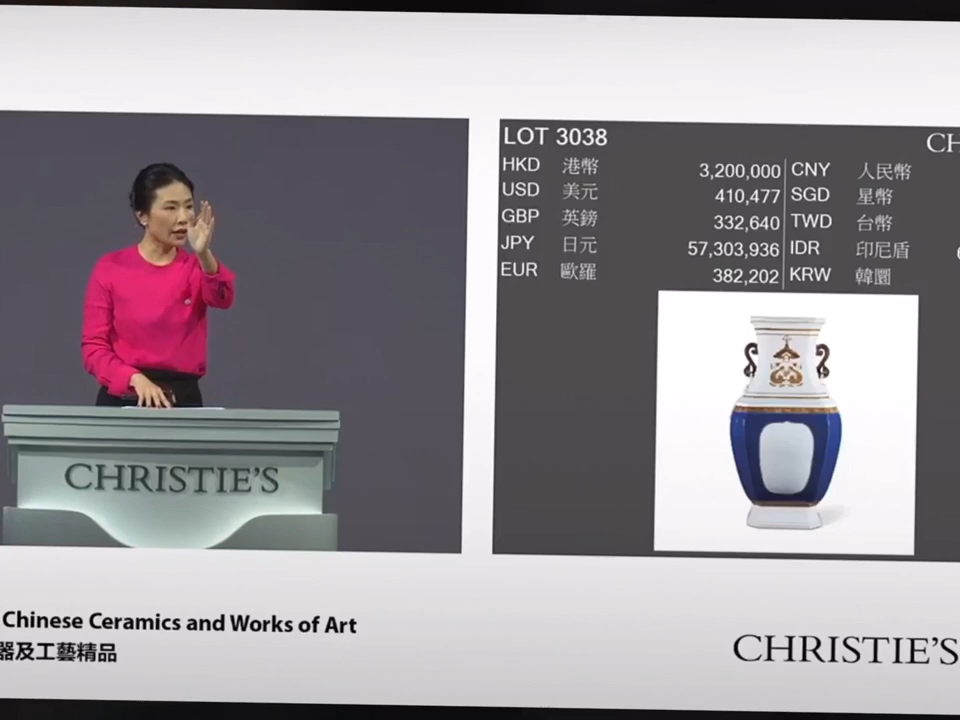 CHRISTIE'S
LOT 3038
CH
HKD 港幣 3,200,000 CNY 人民幣
USD 美元 410,477 SGD 星幣
GBP 英鎊 332,640 TWD 台幣
JPY 日元 57,303,936 IDR 印尼盾
EUR 歐羅 382,202 KRW 韓圜
Chinese Ceramics and Works of Art
器及工藝精品
CHRISTIE'S